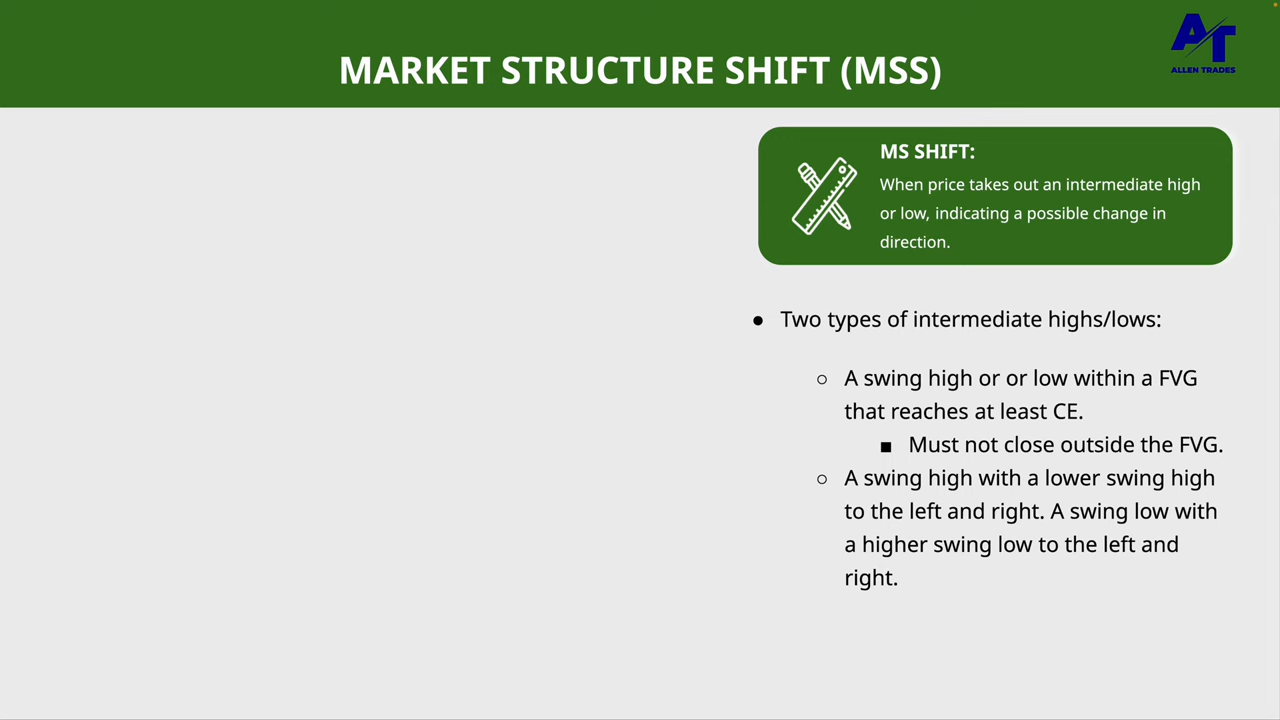 MARKET STRUCTURE SHIFT (MSS)
AT
ALLEN TRADES
MS SHIFT:
When price takes out an intermediate high
or low, indicating a possible change in
direction.
● Two types of intermediate highs/lows:
○ A swing high or or low within a FVG
that reaches at least CE.
■ Must not close outside the FVG.
○ A swing high with a lower swing high
to the left and right. A swing low with
a higher swing low to the left and
right.